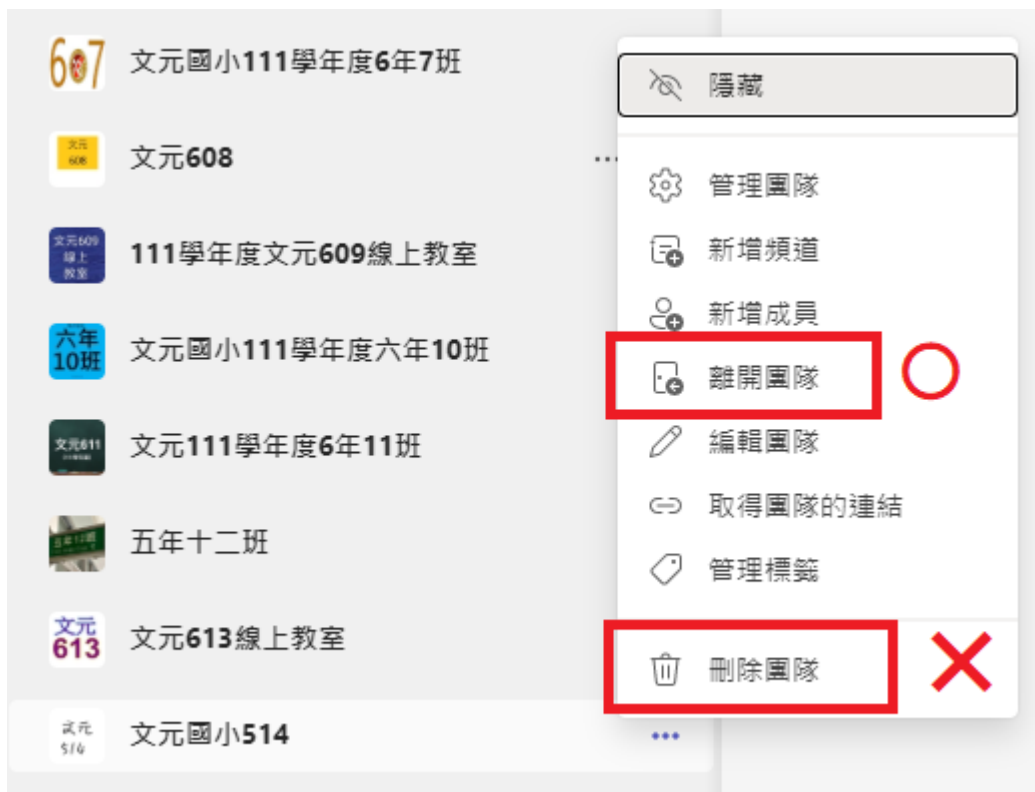 607
文元國小111學年度6年7班
文元
608
文元608
文元609
線上
教室
111學年度文元609線上教室
六年
10班
文元國小111學年度六年10班
文元611
文元111學年度6年11班
五年12班
五年十二班
文元
613
文元613線上教室
文元
514
文元國小514
隱藏
管理團隊
新增頻道
新增成員
離開團隊
編輯團隊
取得團隊的連結
管理標籤
刪除團隊